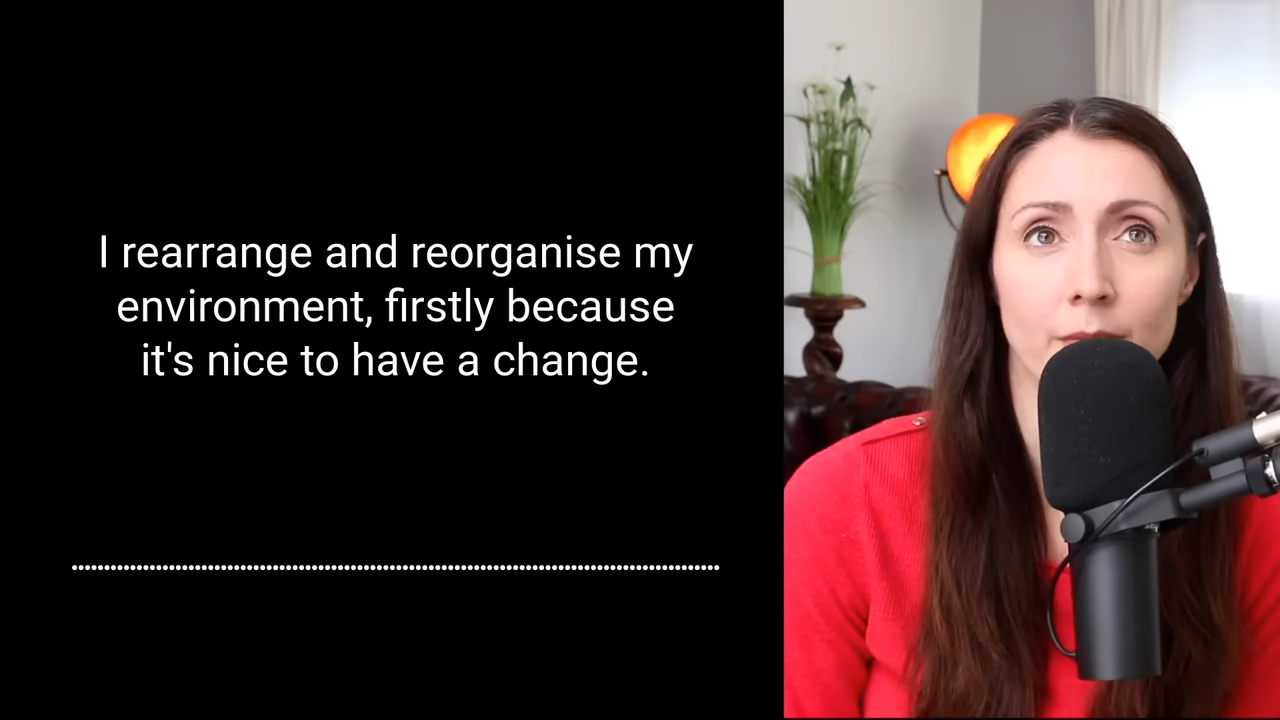 I rearrange and reorganise my
environment, firstly because
it's nice to have a change.